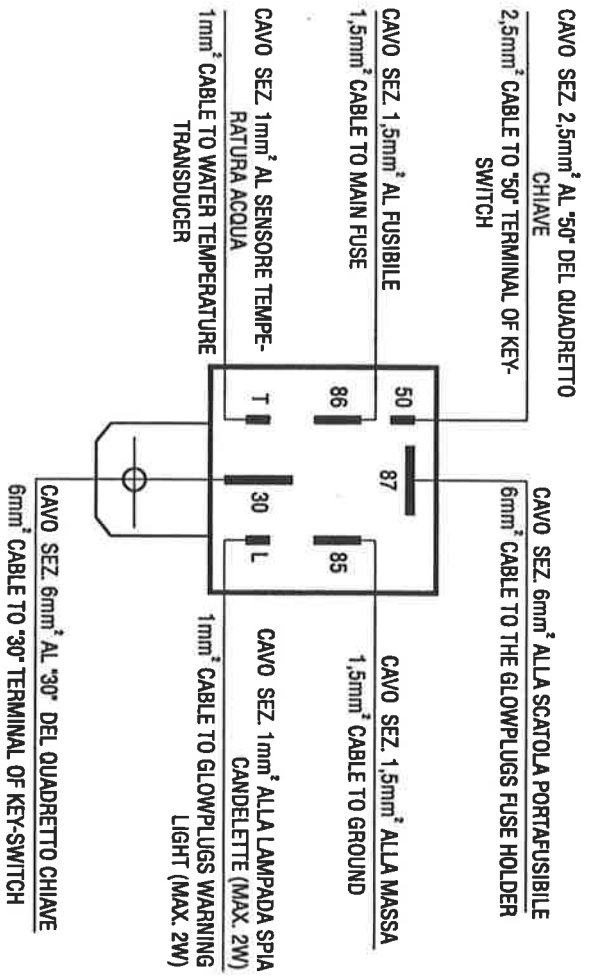 CAVO SEZ. 2,5mm² AL "50" DEL QUADRETTO
CHIAVE
2,5mm² CABLE TO "50" TERMINAL OF KEY-
SWITCH
CAVO SEZ. 1,5mm² AL FUSIBILE
1,5mm² CABLE TO MAIN FUSE
CAVO SEZ. 1mm² AL SENSORE TEMPE-
RATURA ACQUA
1mm² CABLE TO WATER TEMPERATURE
TRANSDUCER
50
87
86
85
T
30
L
CAVO SEZ. 6mm² ALLA SCATOLA PORTAFUSIBILE
6mm² CABLE TO THE GLOWPLUGS FUSE HOLDER
CAVO SEZ. 1,5mm² ALLA MASSA
1,5mm² CABLE TO GROUND
CAVO SEZ. 1mm² ALLA LAMPADA SPIA
CANDELETTE (MAX. 2W)
1mm² CABLE TO GLOWPLUGS WARNING
LIGHT (MAX. 2W)
CAVO SEZ. 6mm² AL "30" DEL QUADRETTO CHIAVE
6mm² CABLE TO "30" TERMINAL OF KEY-SWITCH